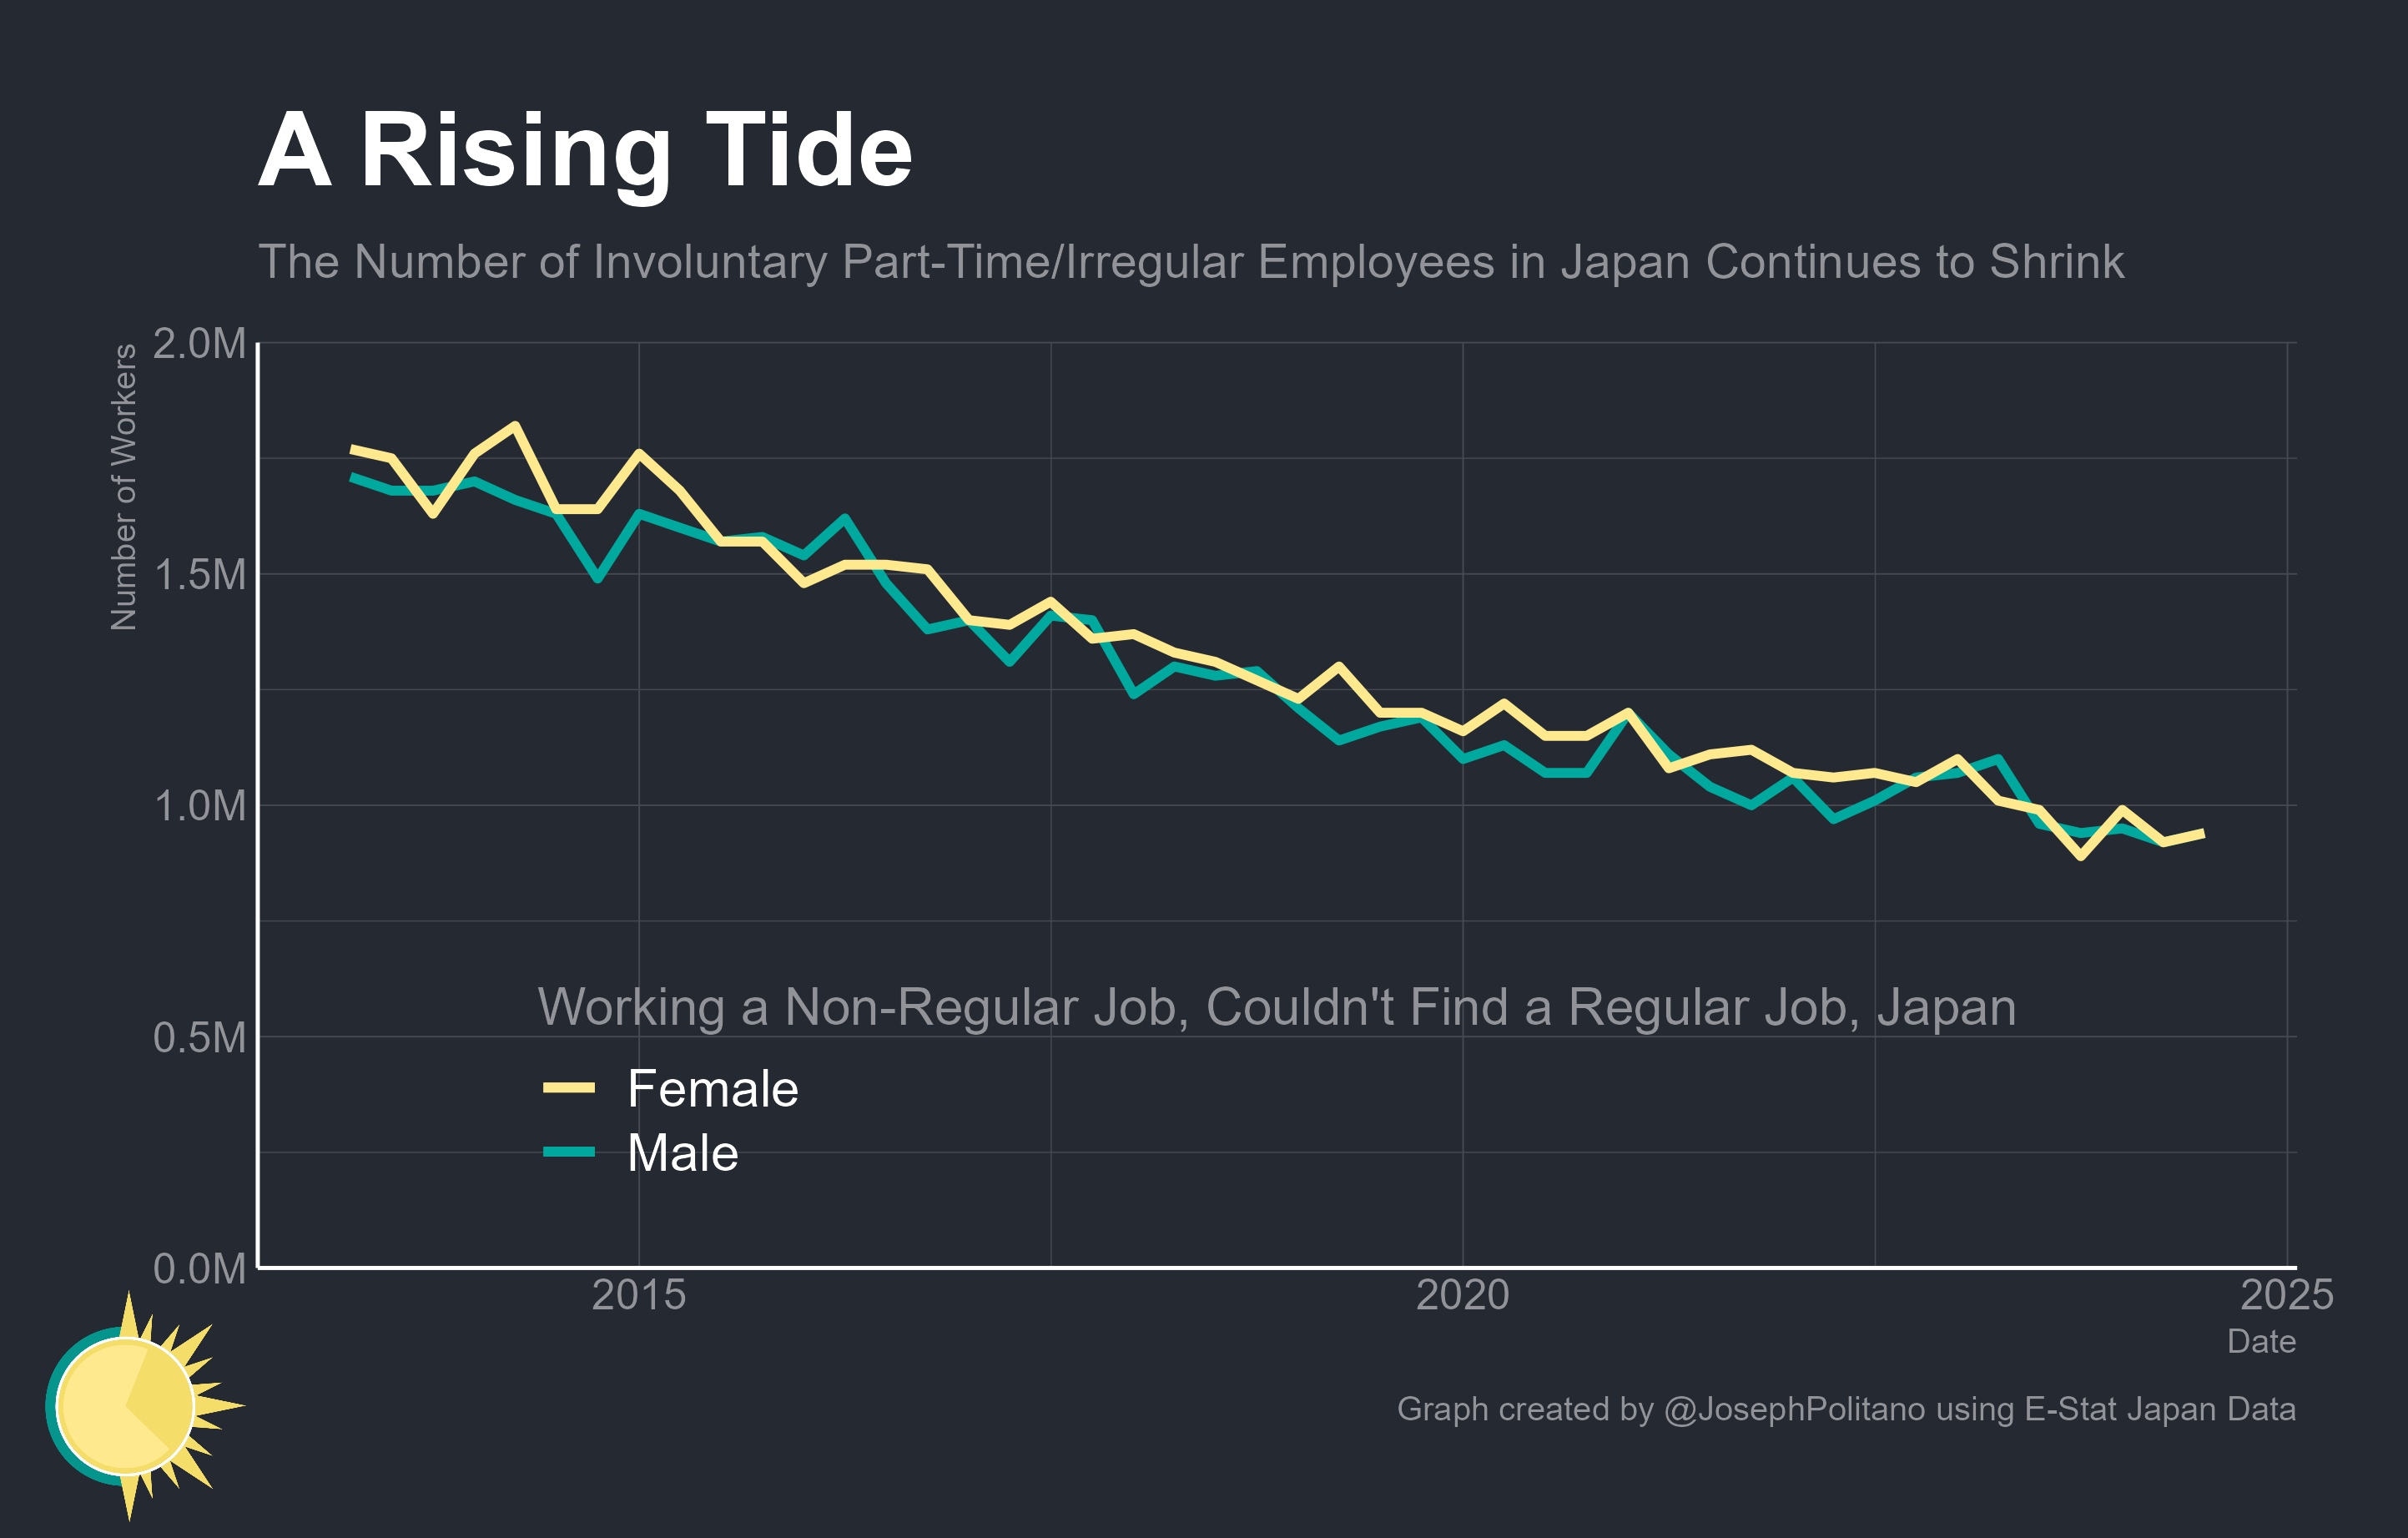 A Rising Tide
The Number of Involuntary Part-Time/Irregular Employees in Japan Continues to Shrink
Number of Workers
2.0M
1.5M
1.0M
0.5M
0.0M
Working a Non-Regular Job, Couldn't Find a Regular Job, Japan
Female
Male
2015
2020
2025
Date
Graph created by @JosephPolitano using E-Stat Japan Data